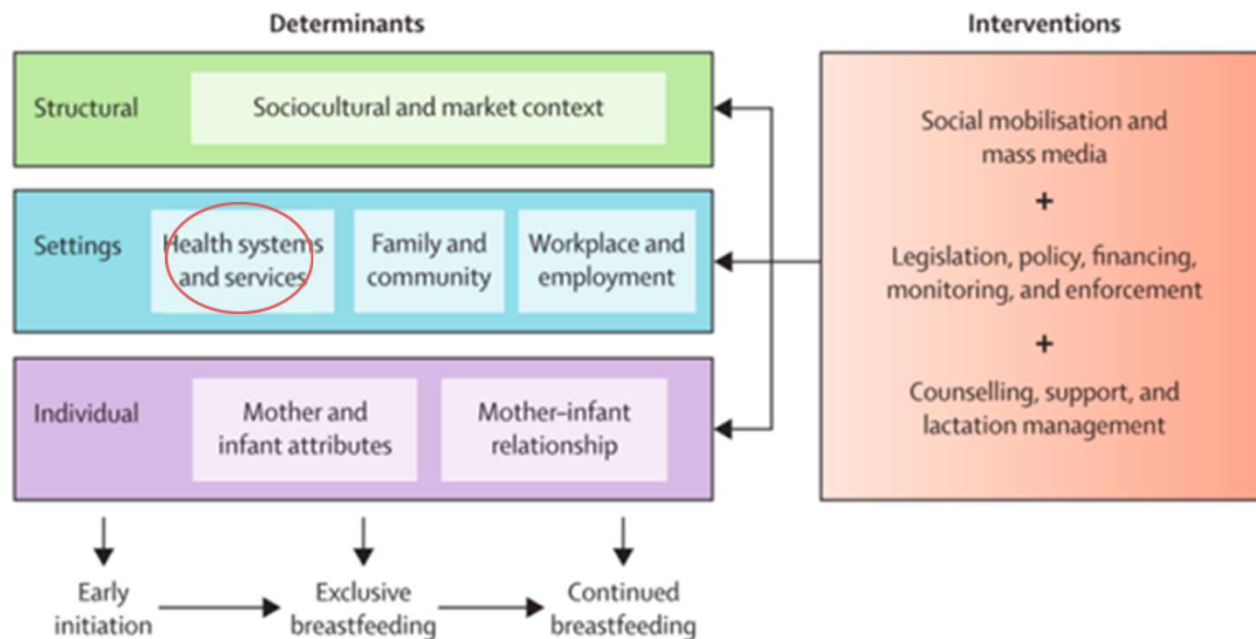 Determinants
Interventions
Structural
Sociocultural and market context
Settings
Health systems
and services
Family and
community
Workplace and
employment
Individual
Mother and
infant attributes
Mother–infant
relationship
Social mobilisation and
mass media
+
Legislation, policy, financing,
monitoring, and enforcement
+
Counselling, support, and
lactation management
Early
initiation
Exclusive
breastfeeding
Continued
breastfeeding